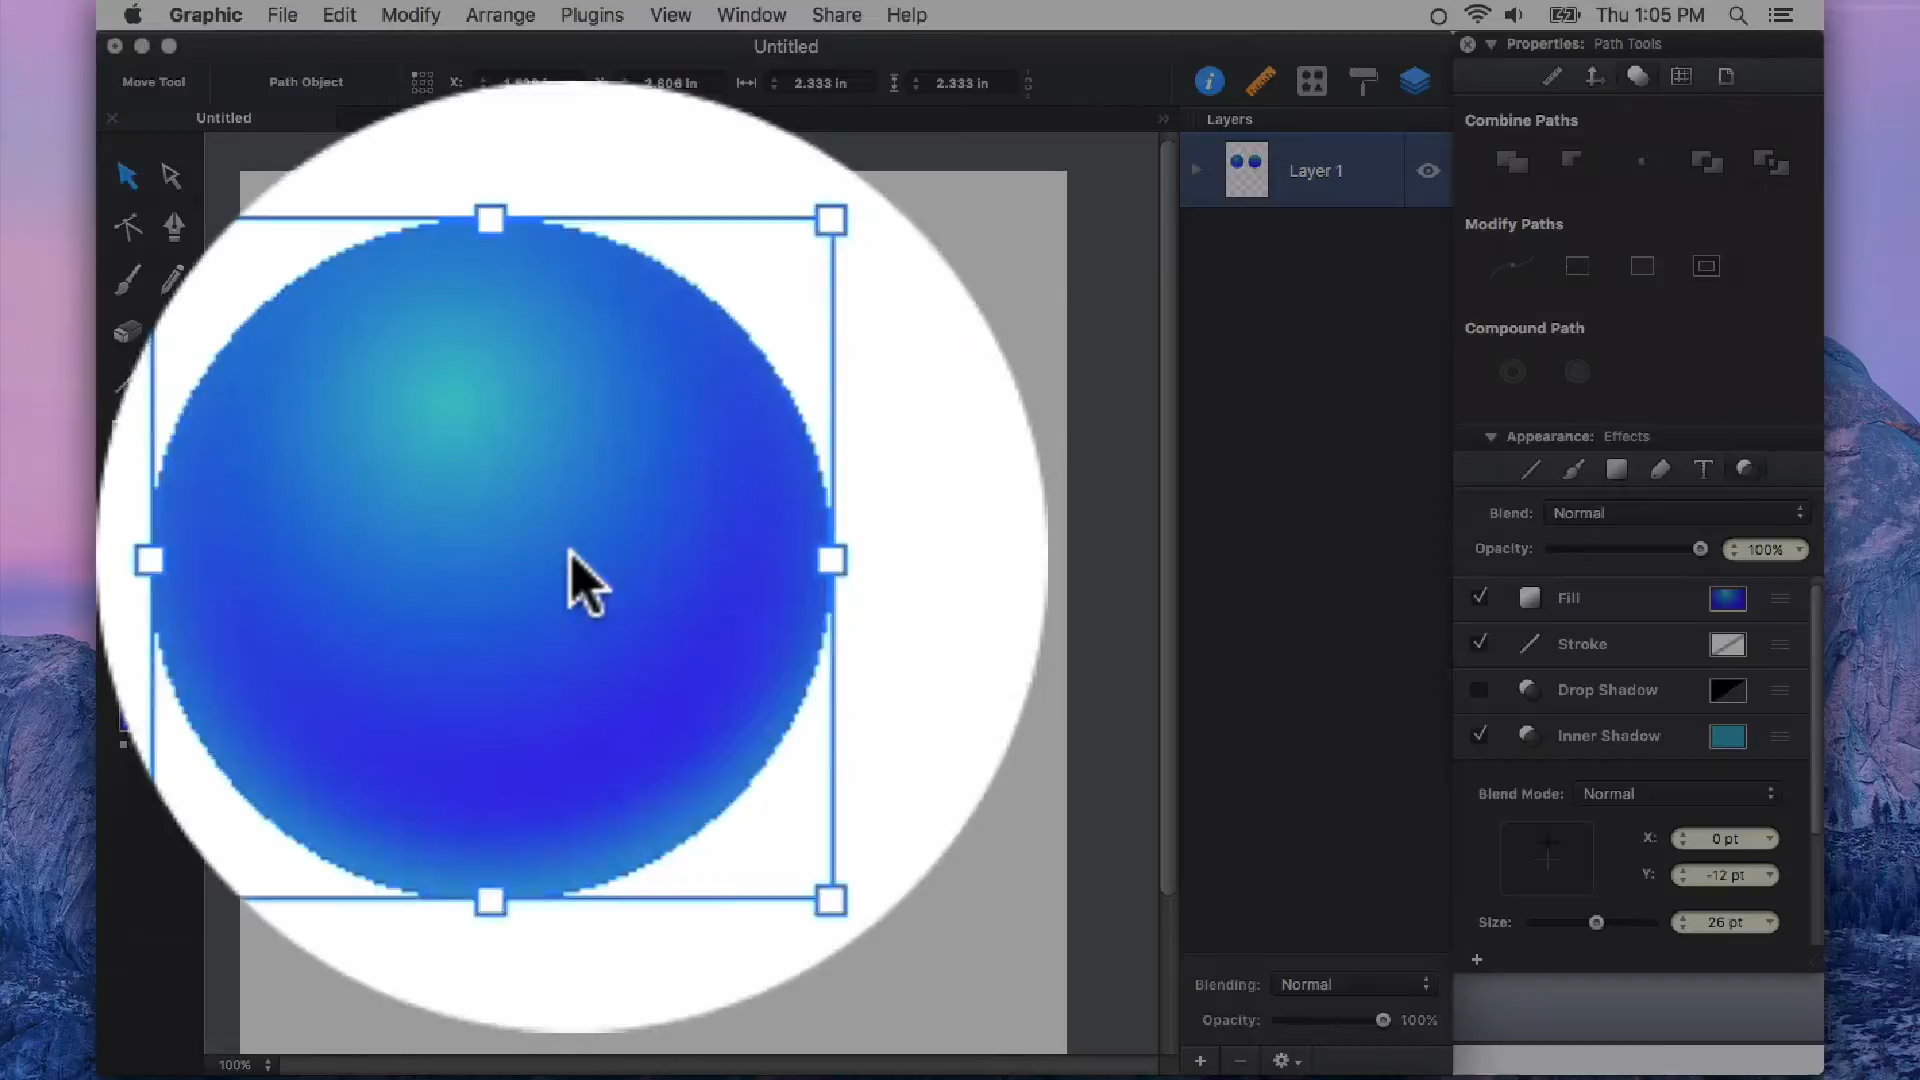 Graphic File Edit Modify Arrange Plugins View Window Share Help Thu 1:05 PM
Untitled
Properties: Path Tools
Move Tool Path Object X: 2.806 in 2.333 in 2.333 in
Untitled
Layers
Layer 1
Combine Paths
Modify Paths
Compound Path
Appearance: Effects
Blend: Normal
Opacity: 100%
Fill
Stroke
Drop Shadow
Inner Shadow
Blend Mode: Normal
X: 0 pt
Y: -12 pt
Size: 26 pt
Blending: Normal
Opacity: 100%
100%